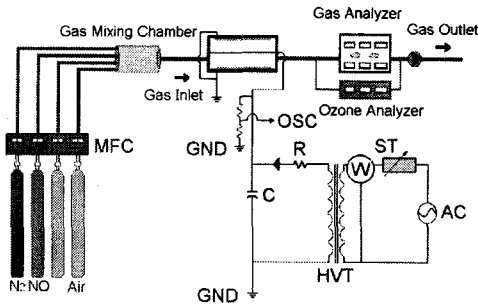 Gas Mixing Chamber
Gas Analyzer
Gas Outlet
Gas Inlet
Ozone Analyzer
OSC
MFC
GND
R
ST
W
C
AC
HVT
N2 NO Air
GND